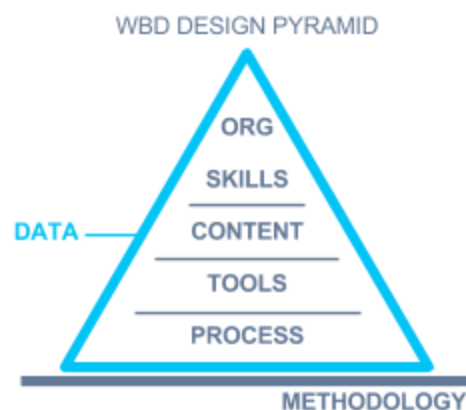 WBD DESIGN PYRAMID
ORG
SKILLS
DATA
CONTENT
TOOLS
PROCESS
METHODOLOGY